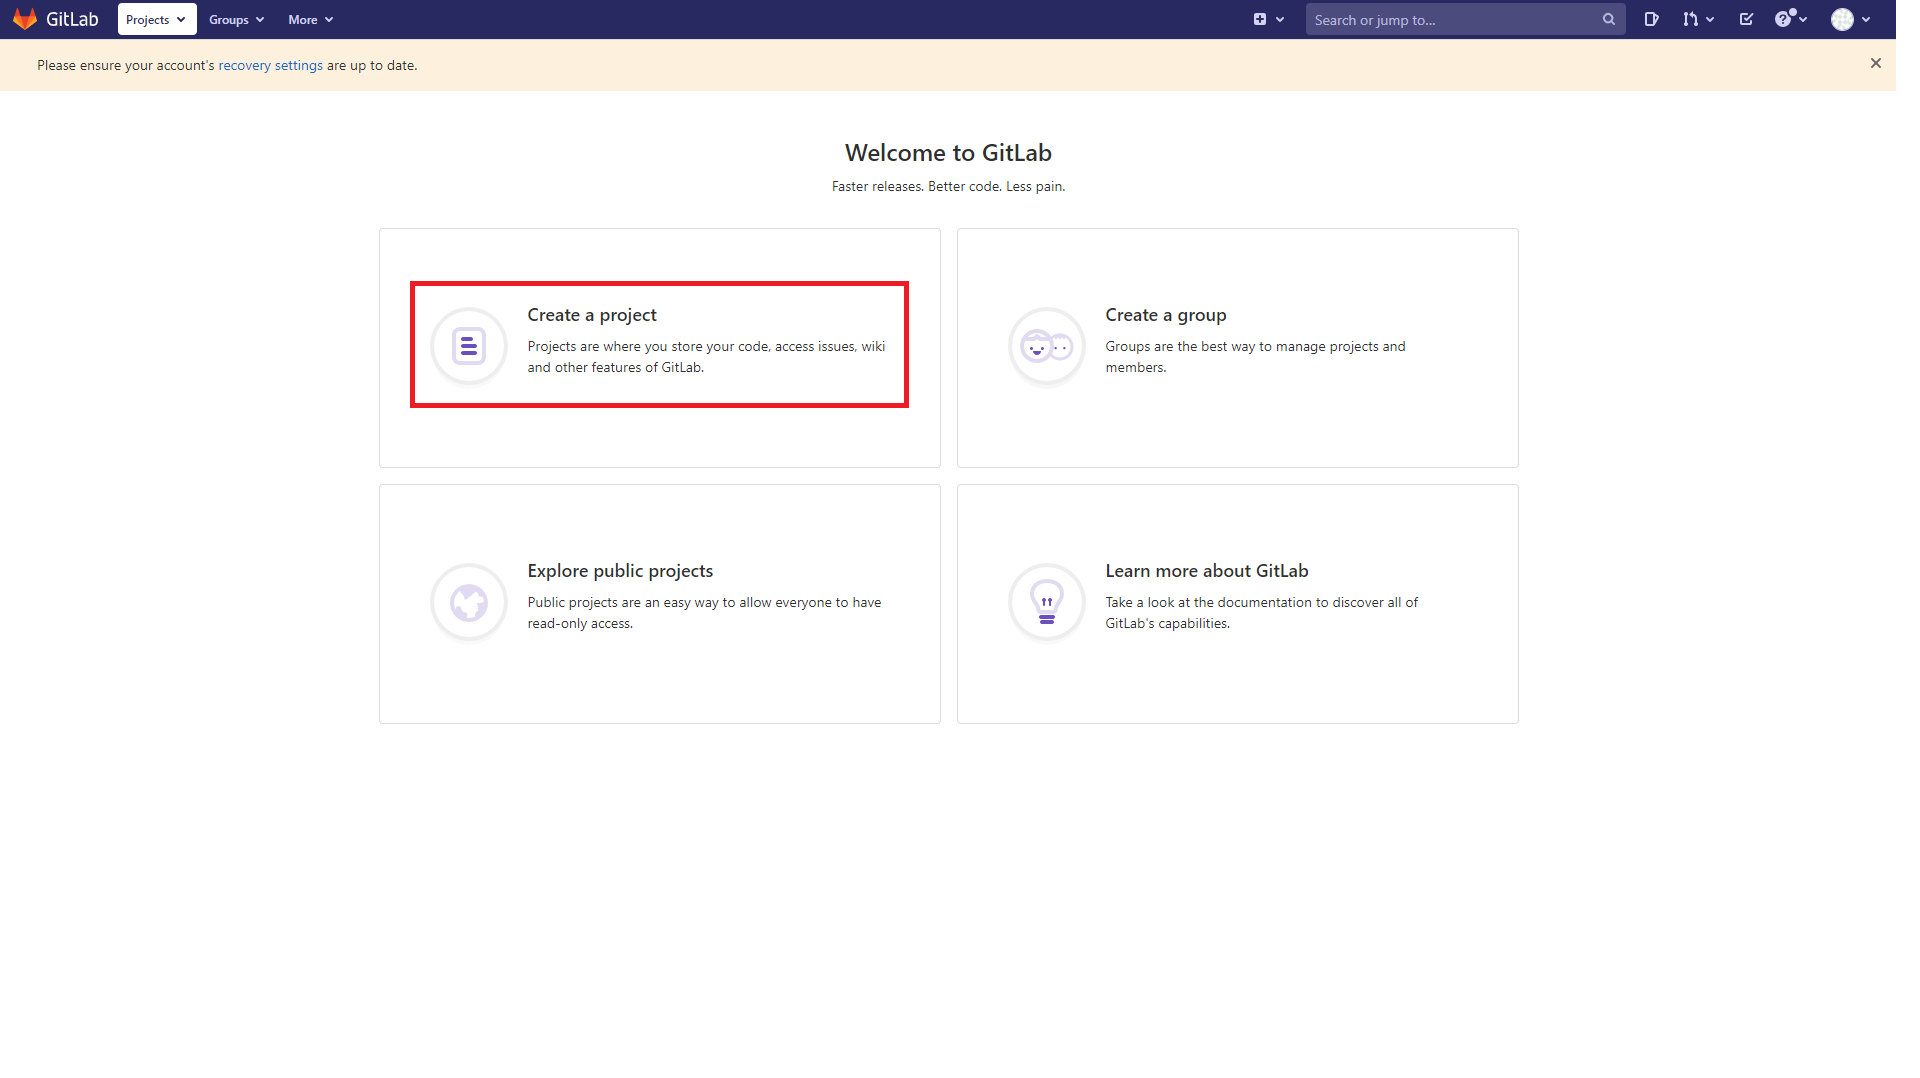 GitLab Projects Groups More Search or jump to...
Please ensure your account's recovery settings are up to date.
Welcome to GitLab
Faster releases. Better code. Less pain.
Create a project
Projects are where you store your code, access issues, wiki
and other features of GitLab.
Create a group
Groups are the best way to manage projects and
members.
Explore public projects
Public projects are an easy way to allow everyone to have
read-only access.
Learn more about GitLab
Take a look at the documentation to discover all of
GitLab's capabilities.